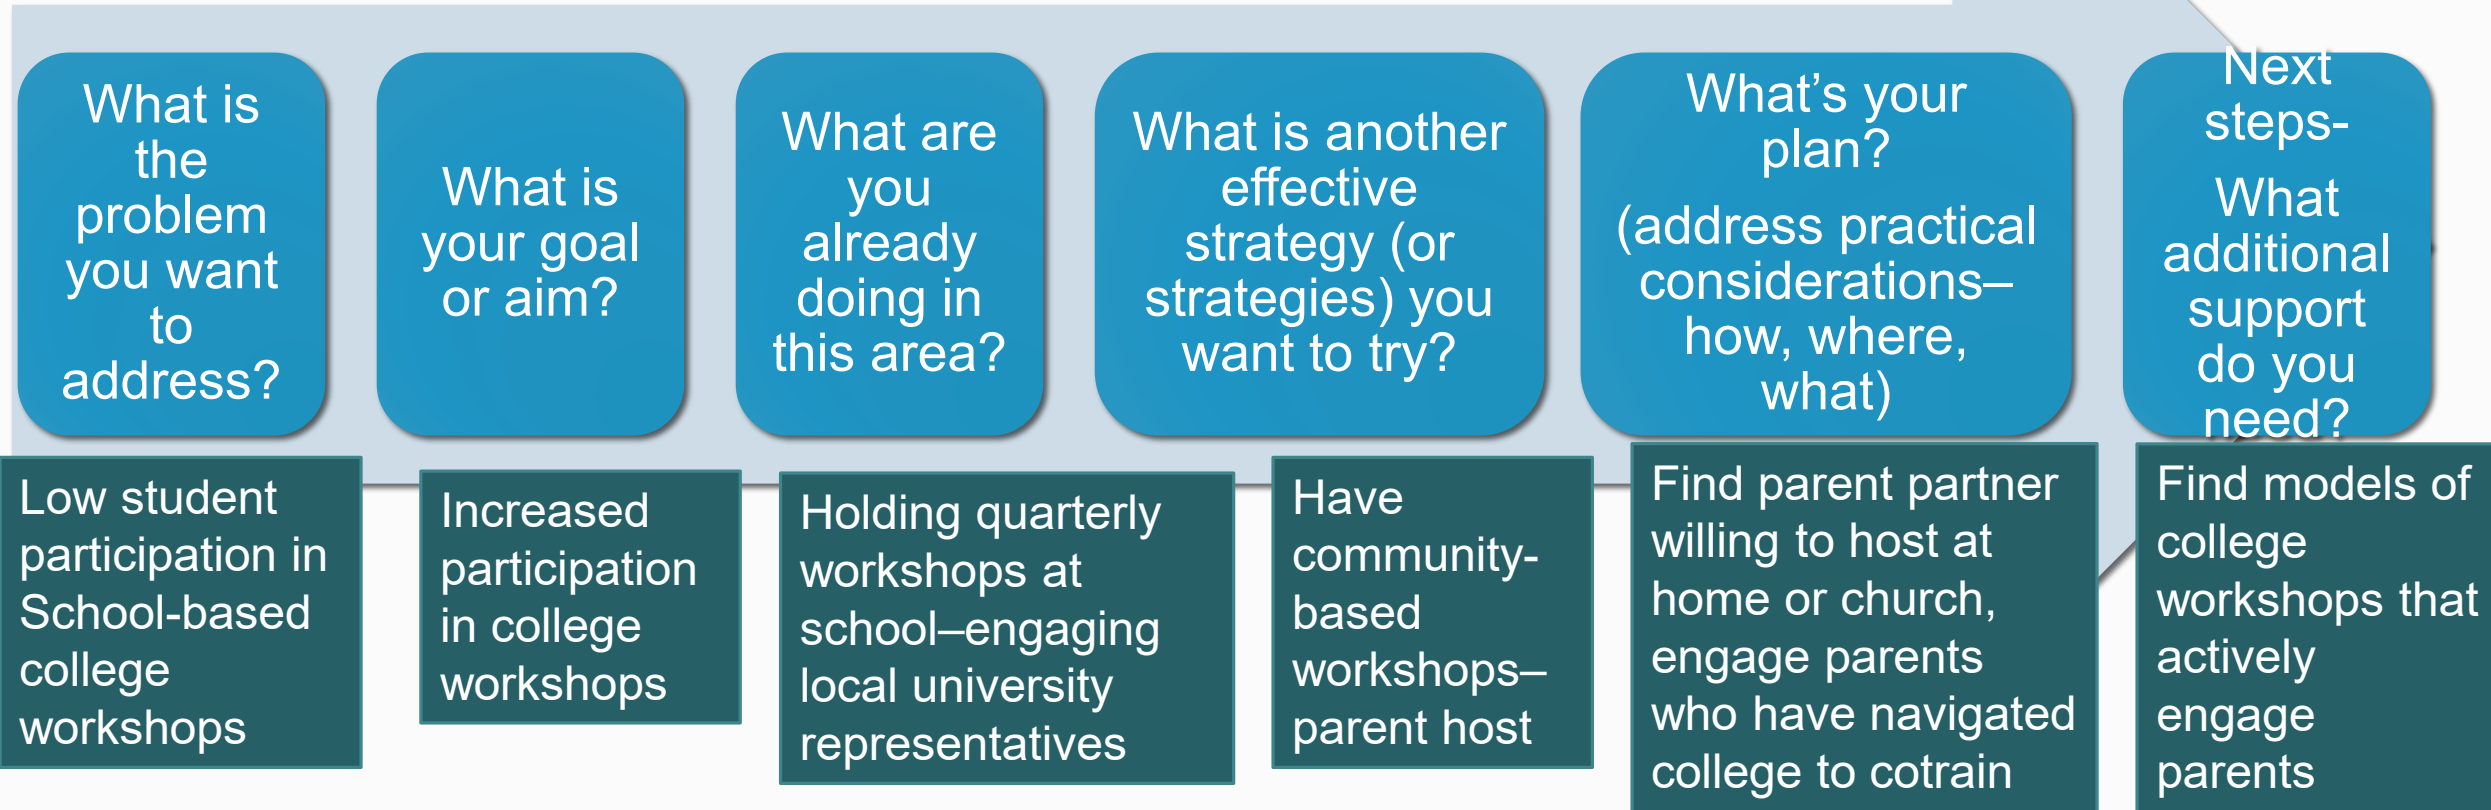 What is
the
problem
you want
to
address?
What is
your goal
or aim?
What are
you
already
doing in
this area?
What is another
effective
strategy (or
strategies) you
want to try?
What’s your
plan?
(address practical
considerations–
how, where,
what)
Next
steps-
What
additional
support
do you
need?
Low student
participation in
School-based
college
workshops
Increased
participation
in college
workshops
Holding quarterly
workshops at
school–engaging
local university
representatives
Have
community-
based
workshops–
parent host
Find parent partner
willing to host at
home or church,
engage parents
who have navigated
college to cotrain
Find models of
college
workshops that
actively
engage
parents